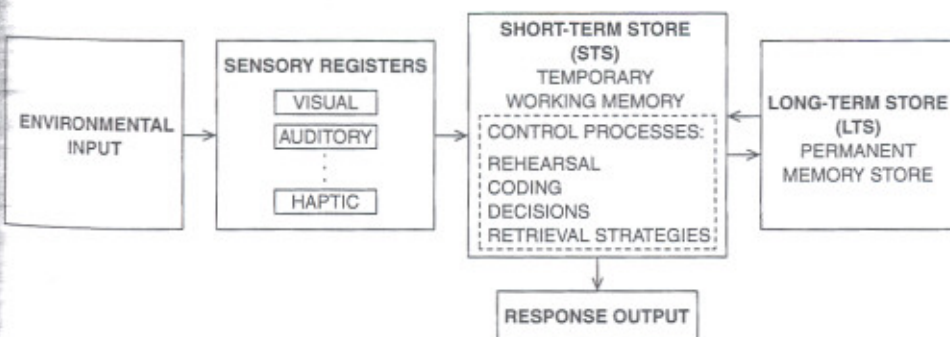 ENVIRONMENTAL
INPUT
SENSORY REGISTERS
VISUAL
AUDITORY
HAPTIC
SHORT-TERM STORE
(STS)
TEMPORARY
WORKING MEMORY
CONTROL PROCESSES:
REHEARSAL
CODING
DECISIONS
RETRIEVAL STRATEGIES
LONG-TERM STORE
(LTS)
PERMANENT
MEMORY STORE
RESPONSE OUTPUT